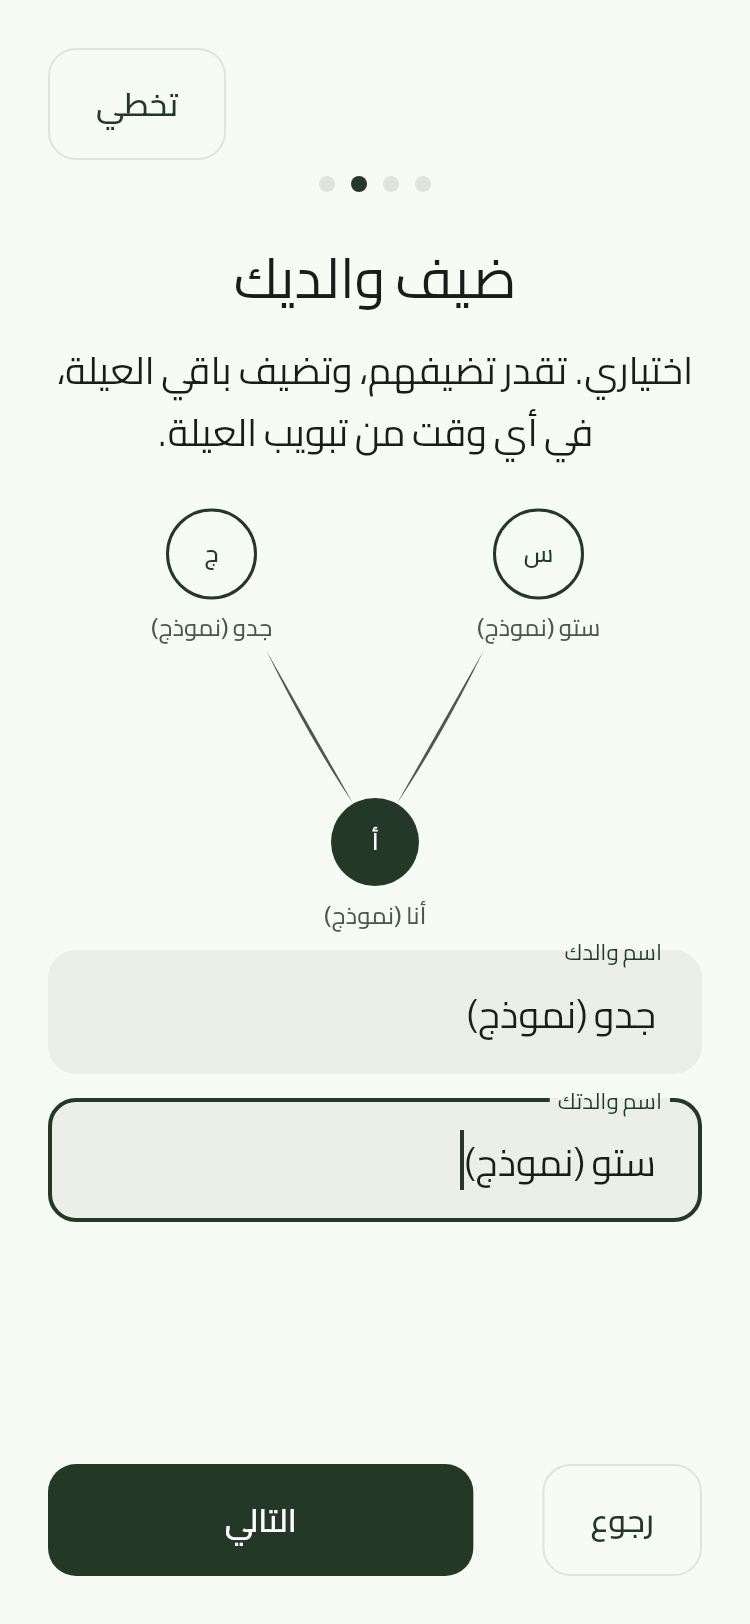 تخطي
ضيف والديك
اختياري. تقدر تضيفهم، وتضيف باقي العيلة،
في أي وقت من تبويب العيلة.
س
ج
ستو (نموذج)
جدو (نموذج)
أ
أنا (نموذج)
اسم والدك
جدو (نموذج)
اسم والدتك
ستو (نموذج)
رجوع
التالي